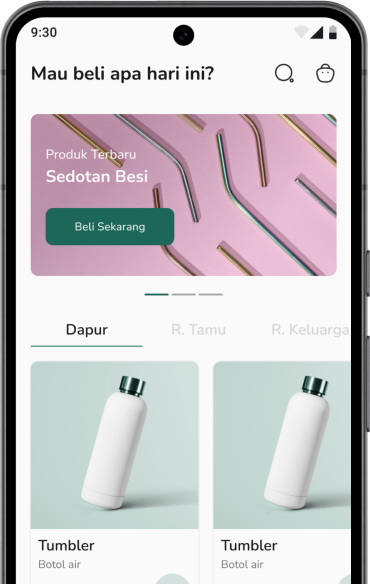 9:30
Mau beli apa hari ini?
Produk Terbaru
Sedotan Besi
Beli Sekarang
Dapur R. Tamu R. Keluarga
Tumbler Tumbler
Botol air Botol air